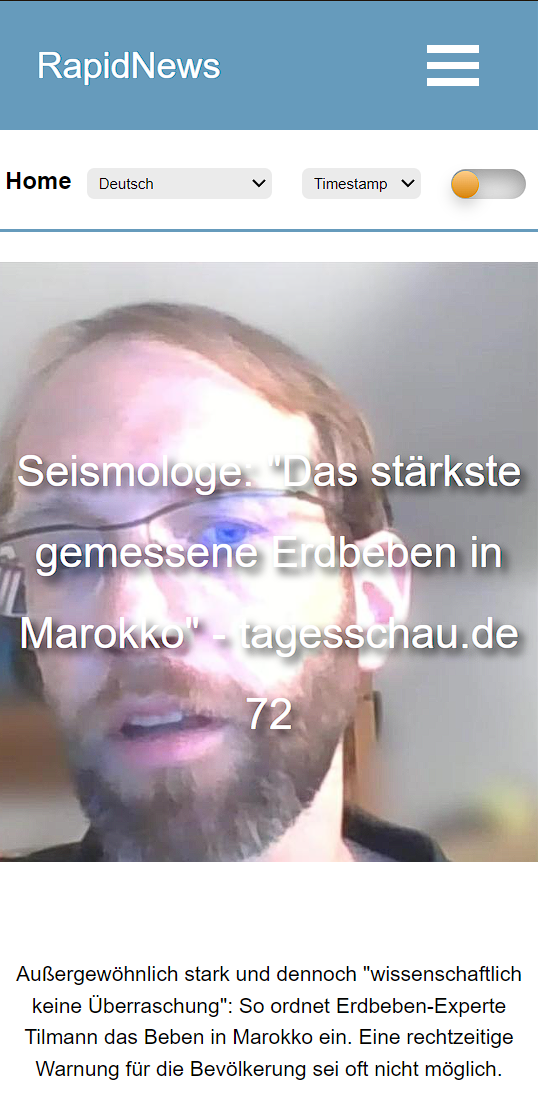 RapidNews
Home Deutsch Timestamp
Seismologe: "Das stärkste
gemessene Erdbeben in
Marokko" - tagesschau.de
72
Außergewöhnlich stark und dennoch "wissenschaftlich
keine Überraschung": So ordnet Erdbeben-Experte
Tilmann das Beben in Marokko ein. Eine rechtzeitige
Warnung für die Bevölkerung sei oft nicht möglich.